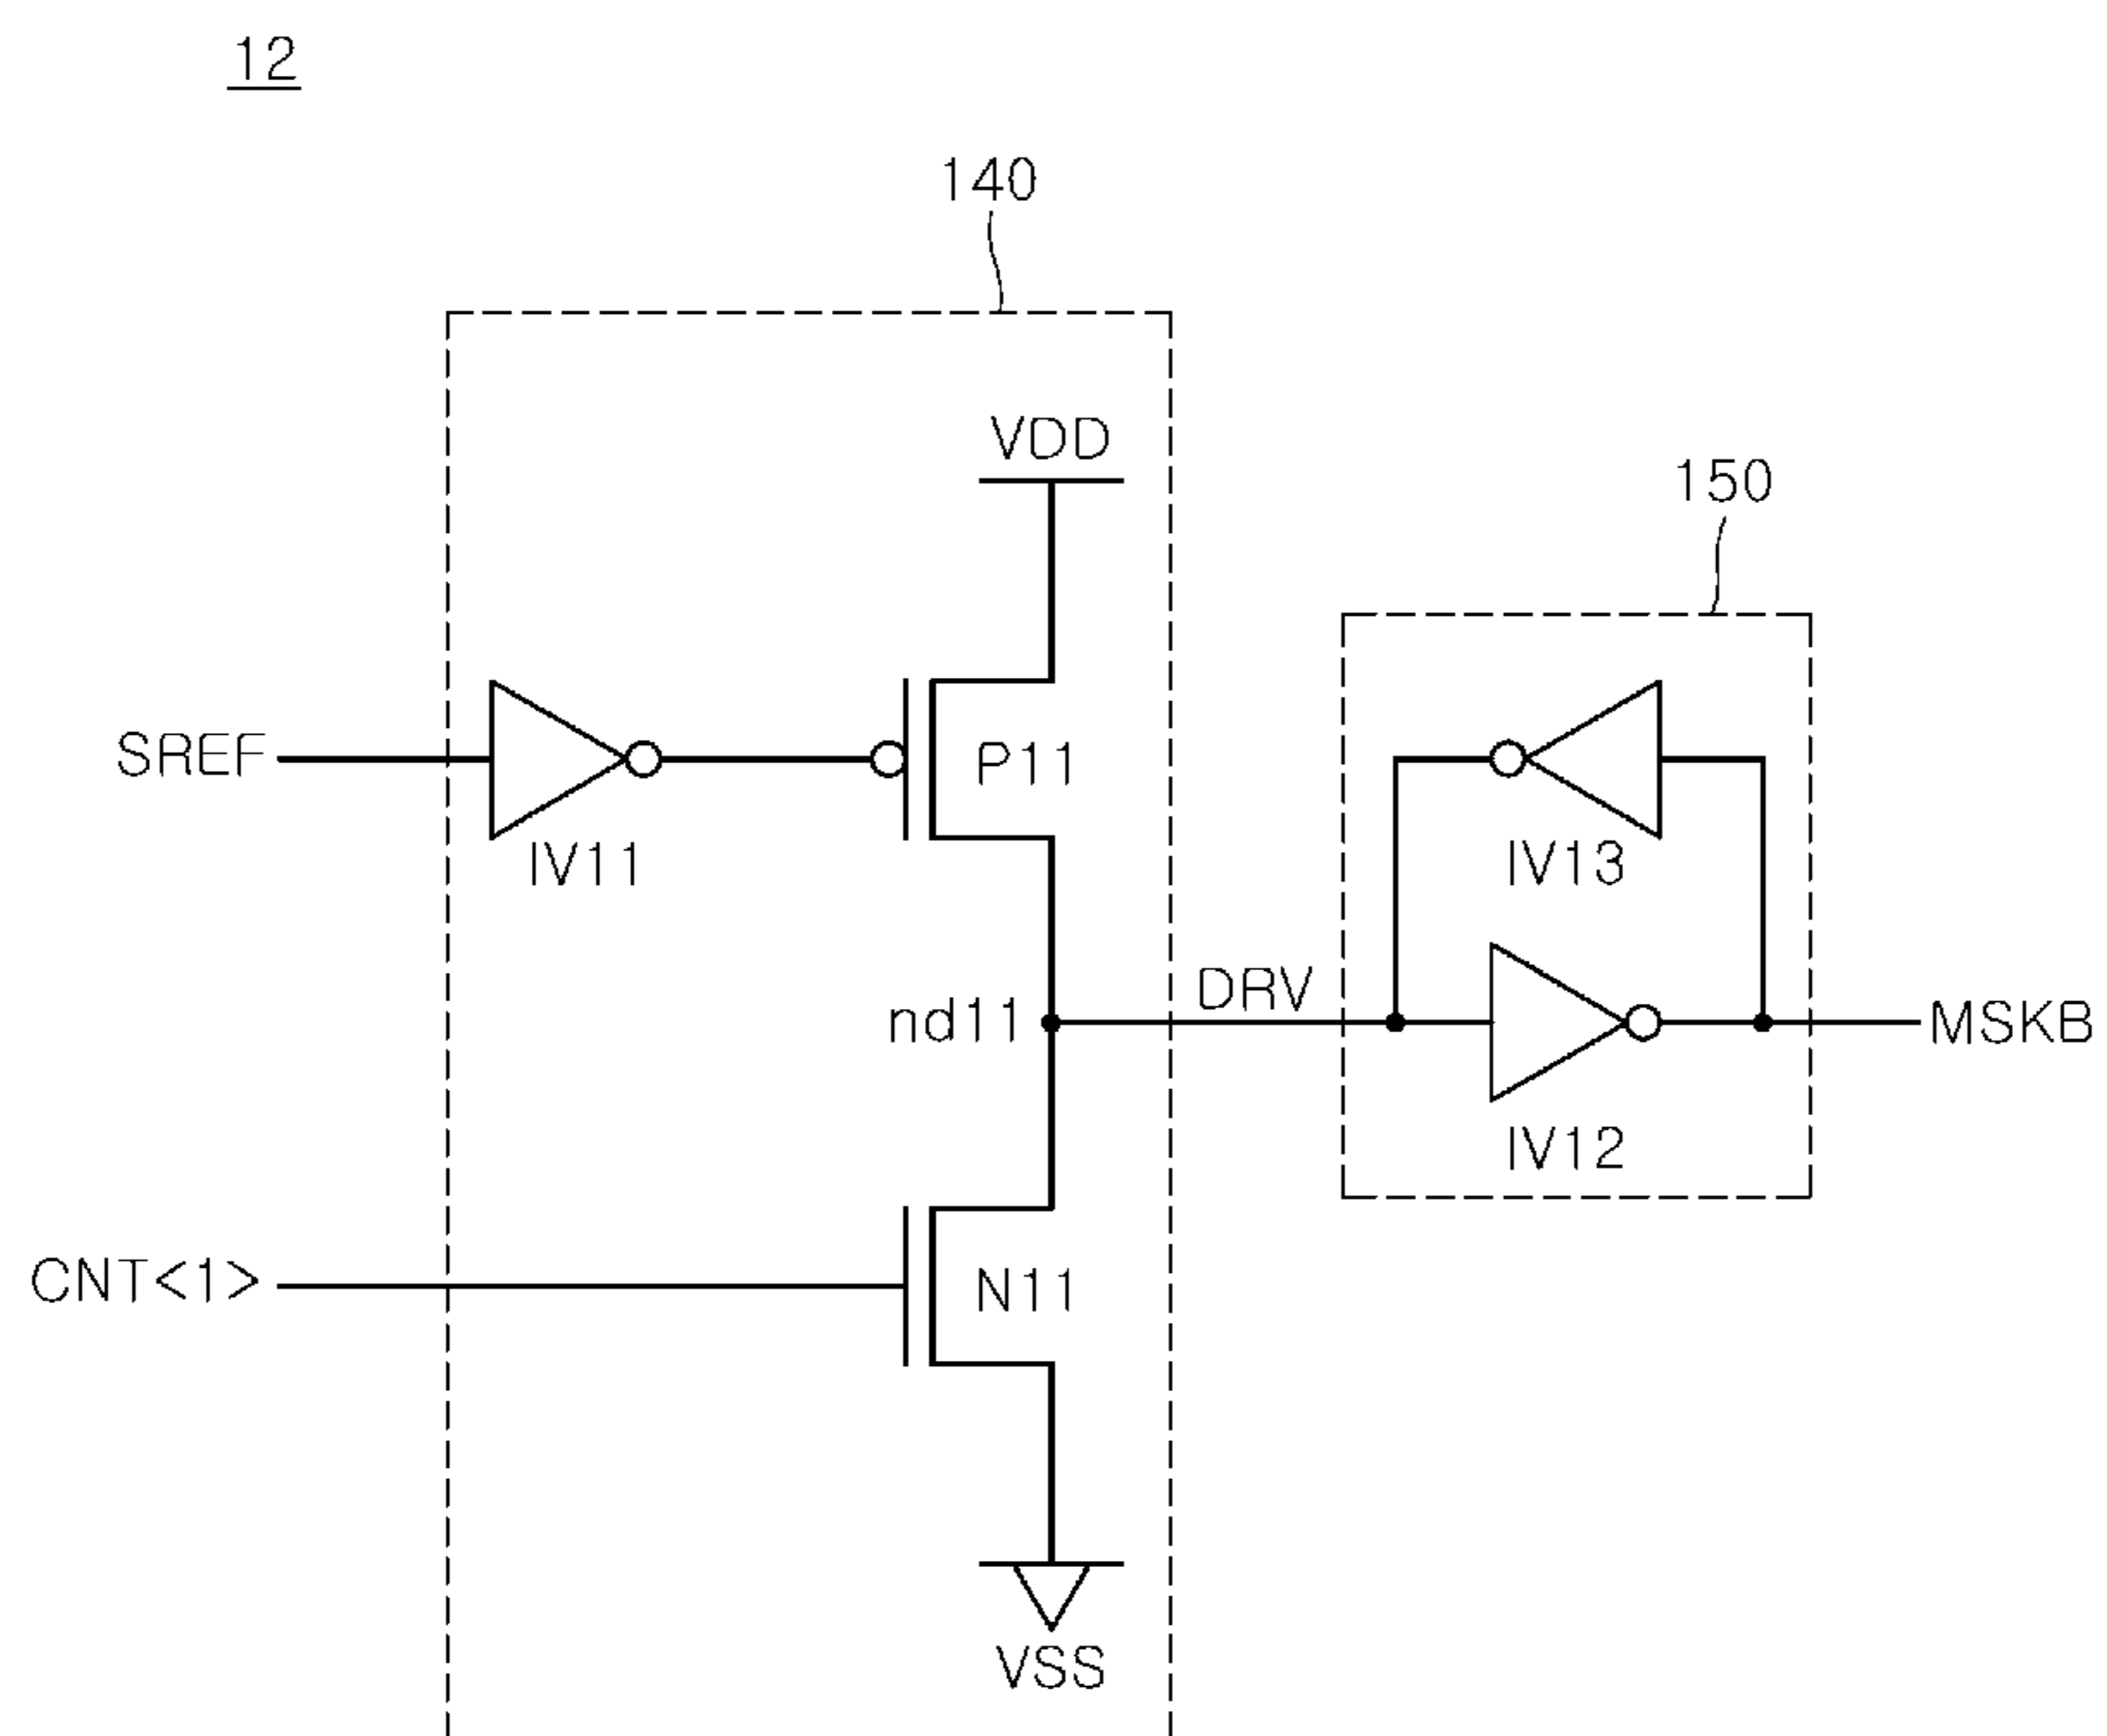 12
140
VDD
150
SREF
P11
IV11
IV13
nd11
DRV
MSKB
IV12
CNT<1>
N11
VSS